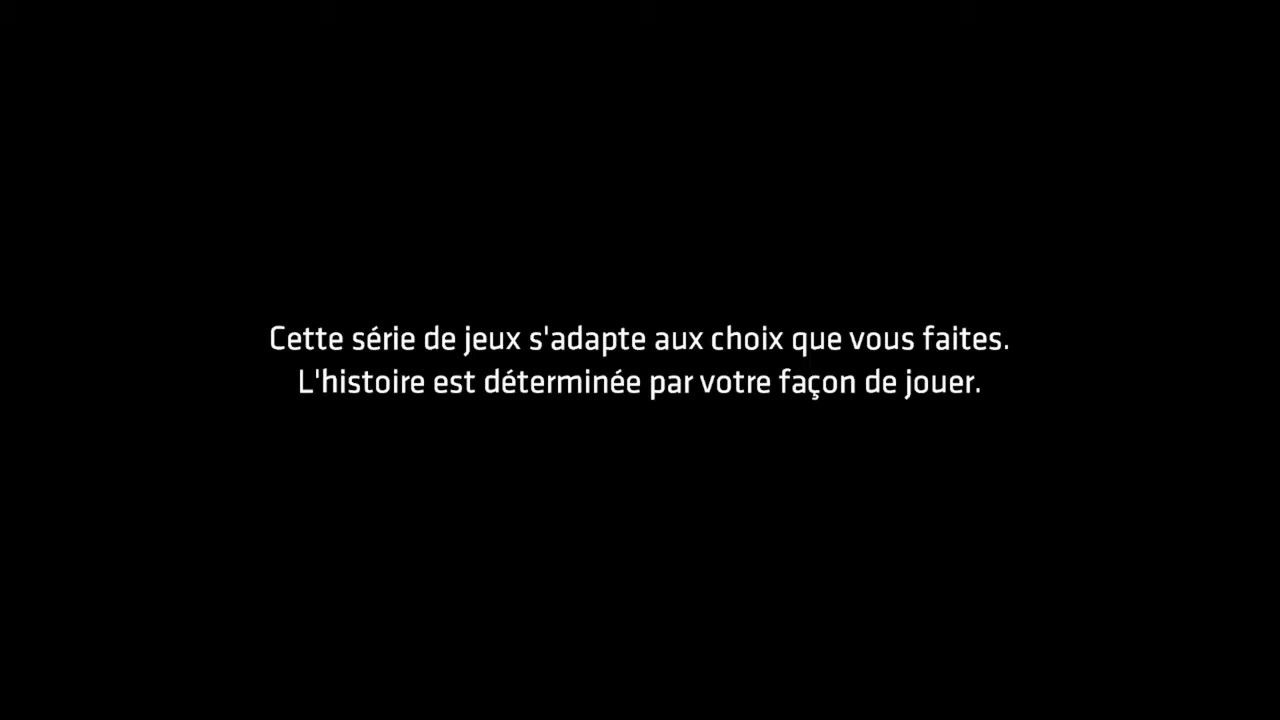 Cette série de jeux s'adapte aux choix que vous faites.
L'histoire est déterminée par votre façon de jouer.